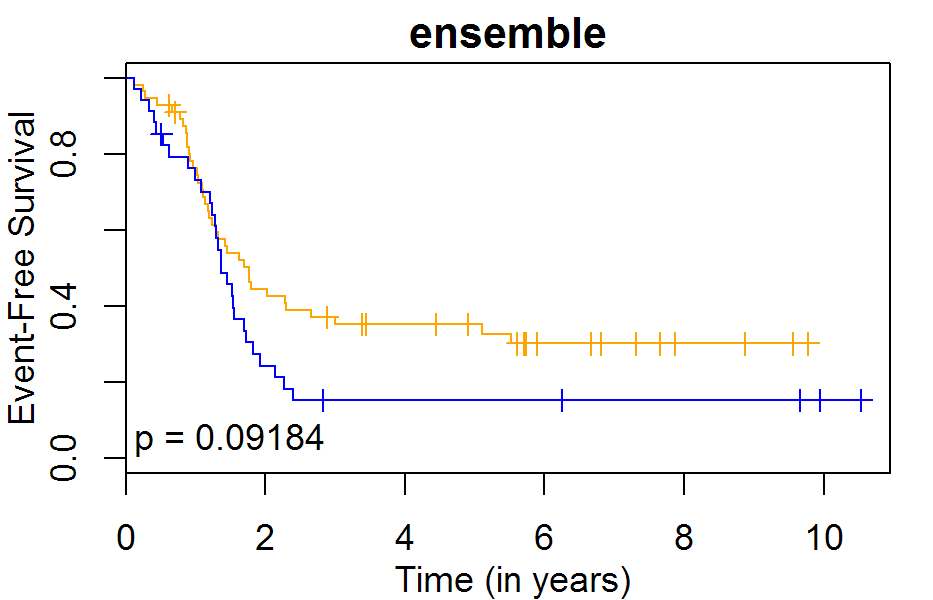 ensemble
Event-Free Survival
0.8
0.4
0.0
p = 0.09184
0 2 4 6 8 10
Time (in years)